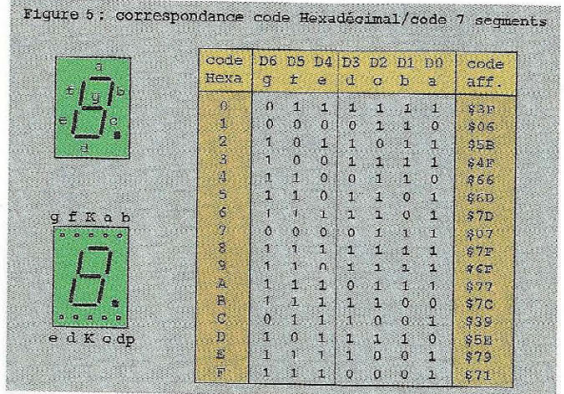 Figure 5: correspondance code Hexadécimal/code 7 segments
a
f g b
e c
d
g f K a b
e d K c dp
code D6 D5 D4 D3 D2 D1 D0 code
Hexa g f e d c b a aff.
0 0 1 1 1 1 1 1 $3F
1 0 0 0 0 1 1 0 $06
2 1 0 1 1 0 1 1 $5B
3 1 0 0 1 1 1 1 $4F
4 1 1 0 0 1 1 0 $66
5 1 1 0 1 1 0 1 $6D
6 1 1 1 1 1 0 1 $7D
7 0 0 0 0 1 1 1 $07
8 1 1 1 1 1 1 1 $7F
9 1 1 0 1 1 1 1 $6F
A 1 1 1 0 1 1 1 $77
B 1 1 1 1 1 0 0 $7C
C 0 1 1 1 0 0 1 $39
D 1 0 1 1 1 1 0 $5E
E 1 1 1 1 0 0 1 $79
F 1 1 1 0 0 0 1 $71